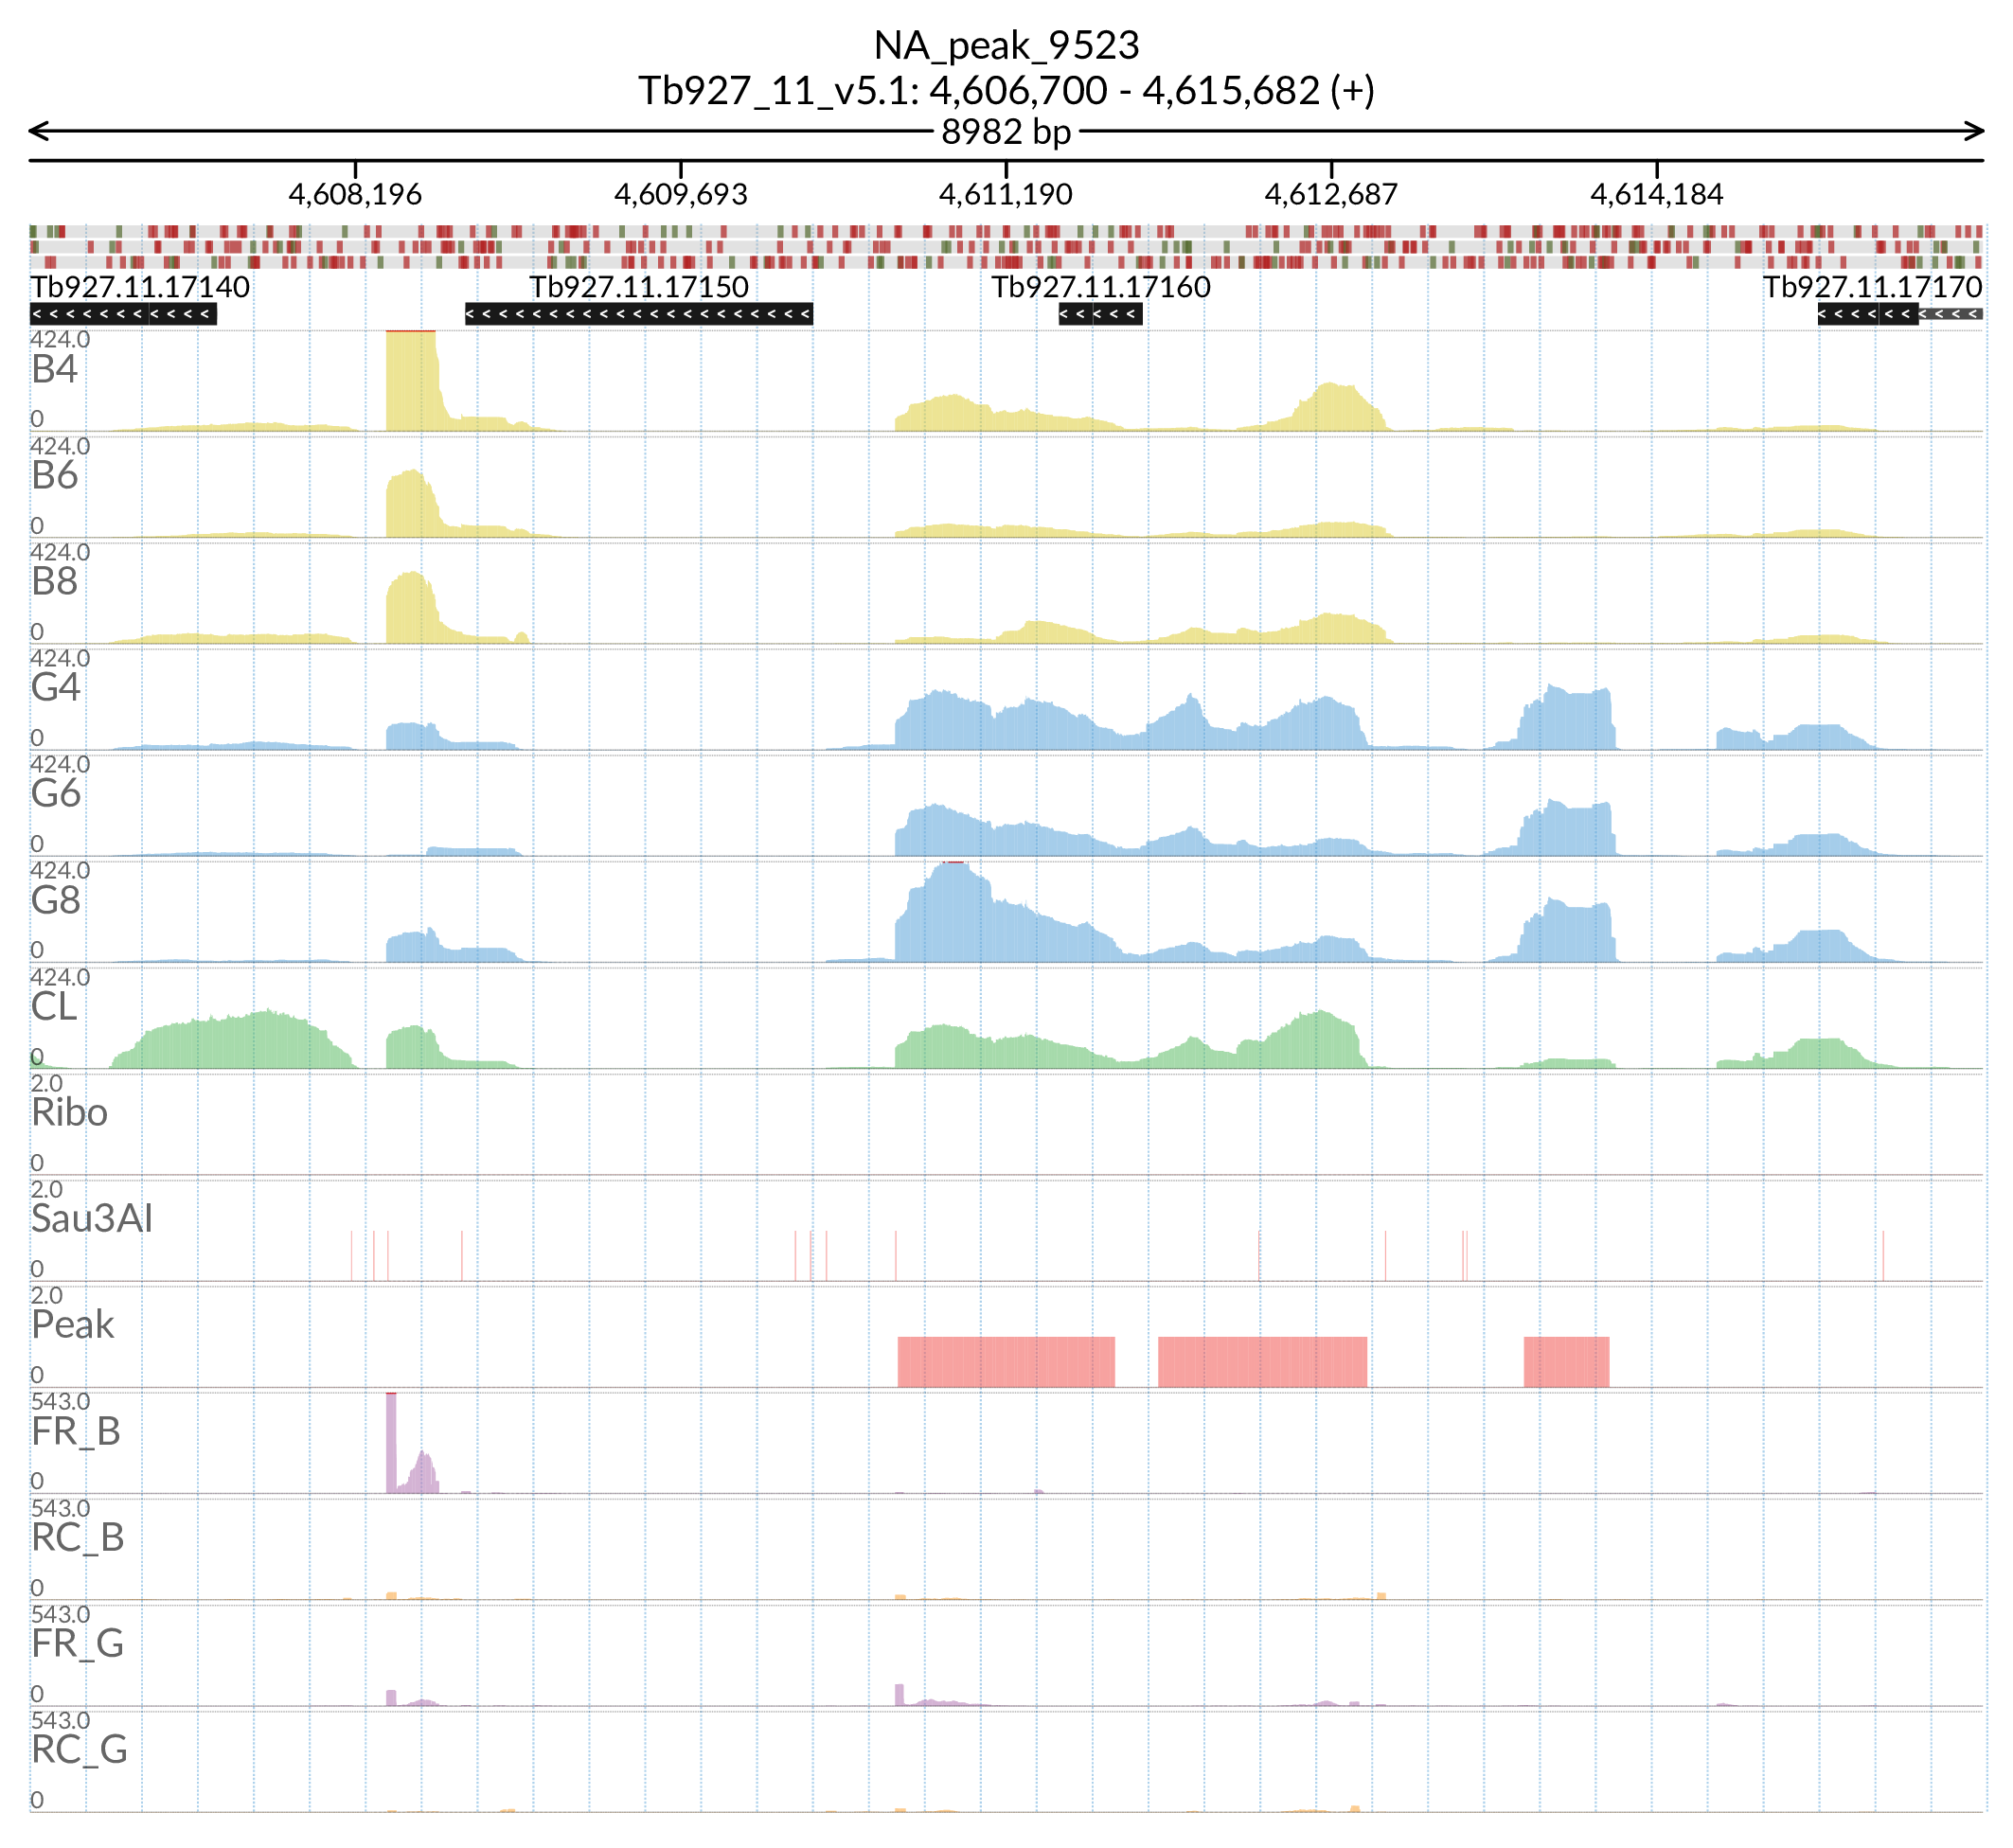 NA_peak_9523
Tb927_11_v5.1: 4,606,700 - 4,615,682 (+)
8982 bp
4,608,196 4,609,693 4,611,190 4,612,687 4,614,184
Tb927.11.17140 Tb927.11.17150 Tb927.11.17160 Tb927.11.17170
424.0
B4
0
424.0
B6
0
424.0
B8
0
424.0
G4
0
424.0
G6
0
424.0
G8
0
424.0
CL
0
2.0
Ribo
0
2.0
Sau3AI
0
2.0
Peak
0
543.0
FR_B
0
543.0
RC_B
0
543.0
FR_G
0
543.0
RC_G
0